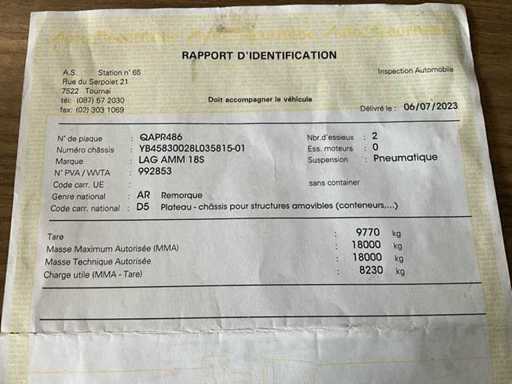 RAPPORT D'IDENTIFICATION
A.S. Station n° 65
Rue du Serpolet 21
7522 Tournai
tél: (087) 67 2030
fax: (02) 303 1069
Inspection Automobile
Doit accompagner le véhicule
Délivré le : 06/07/2023
N° de plaque : QAPR486
Numéro châssis : YB45830028L035815-01
Marque : LAG AMM 18S
N° PVA / WVTA : 992853
Code carr. UE :
Genre national : AR Remorque
Code carr. national : D5 Plateau - châssis pour structures amovibles (conteneurs,...)
Nbr.d'essieux : 2
Ess. moteurs : 0
Suspension : Pneumatique
sans container
Tare : 9770 kg
Masse Maximum Autorisée (MMA) : 18000 kg
Masse Technique Autorisée : 18000 kg
Charge utile (MMA - Tare) : 8230 kg